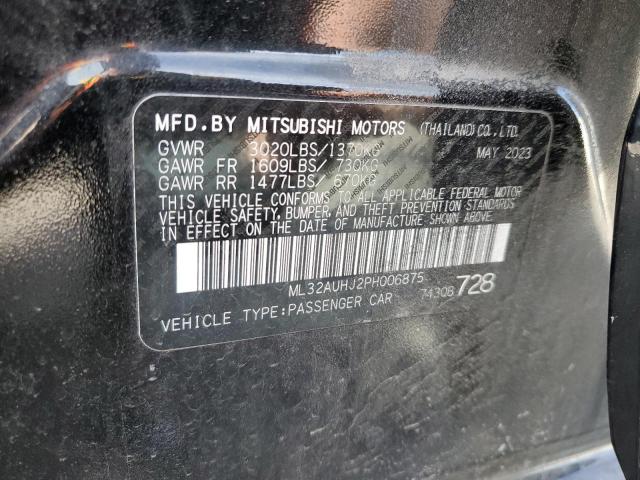 MFD.BY MITSUBISHI MOTORS (THAILAND) CO.,LTD.
GVWR 3020LBS/1370KG MAY 2023
GAWR FR 1609LBS/ 730KG
GAWR RR 1477LBS/ 670KG
THIS VEHICLE CONFORMS TO ALL APPLICABLE FEDERAL MOTOR
VEHICLE SAFETY, BUMPER, AND THEFT PREVENTION STANDARDS
IN EFFECT ON THE DATE OF MANUFACTURE SHOWN ABOVE.
ML32AUHJ2PH006875
VEHICLE TYPE:PASSENGER CAR 7430B 728